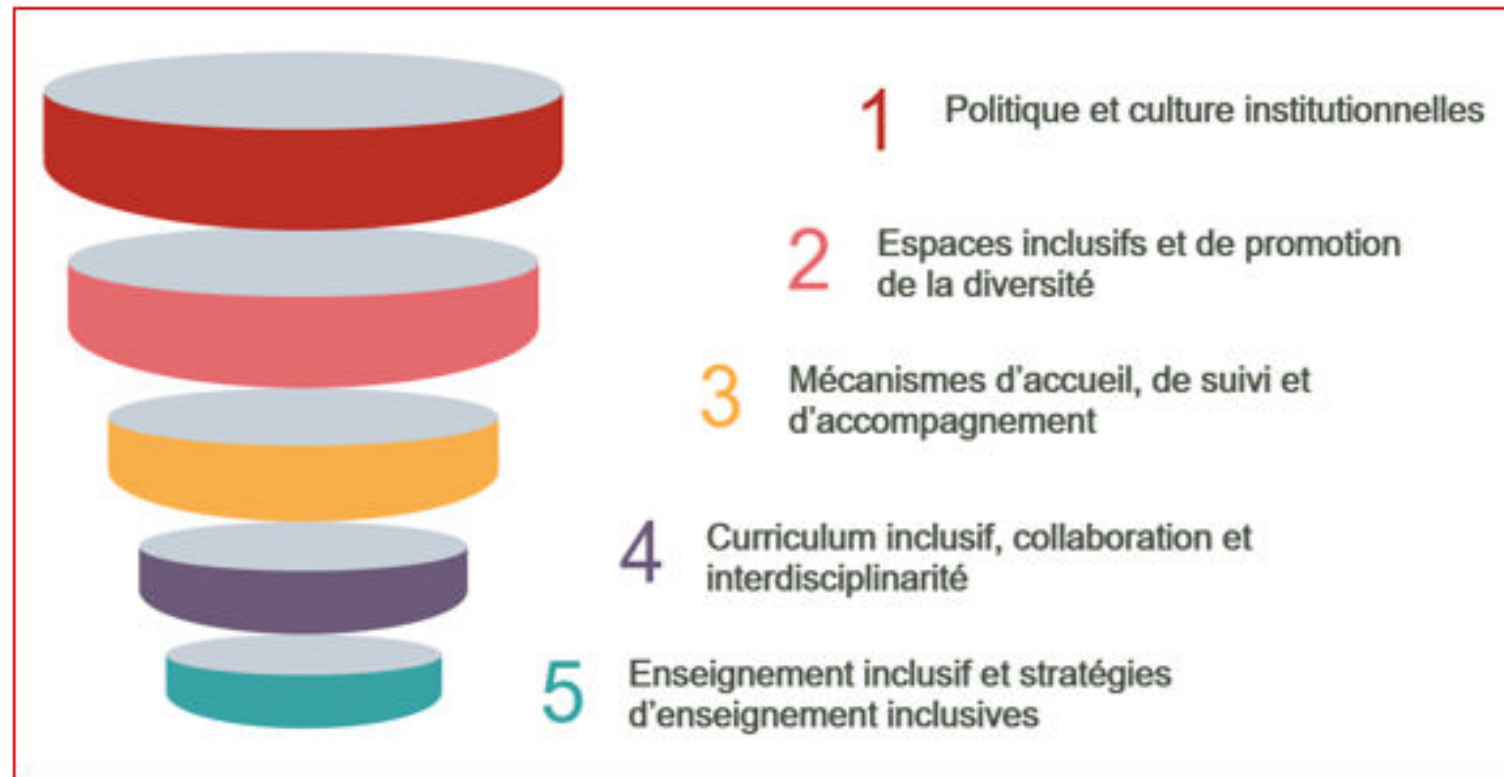 1 Politique et culture institutionnelles
2 Espaces inclusifs et de promotion
de la diversité
3 Mécanismes d'accueil, de suivi et
d'accompagnement
4 Curriculum inclusif, collaboration et
interdisciplinarité
5 Enseignement inclusif et stratégies
d'enseignement inclusives